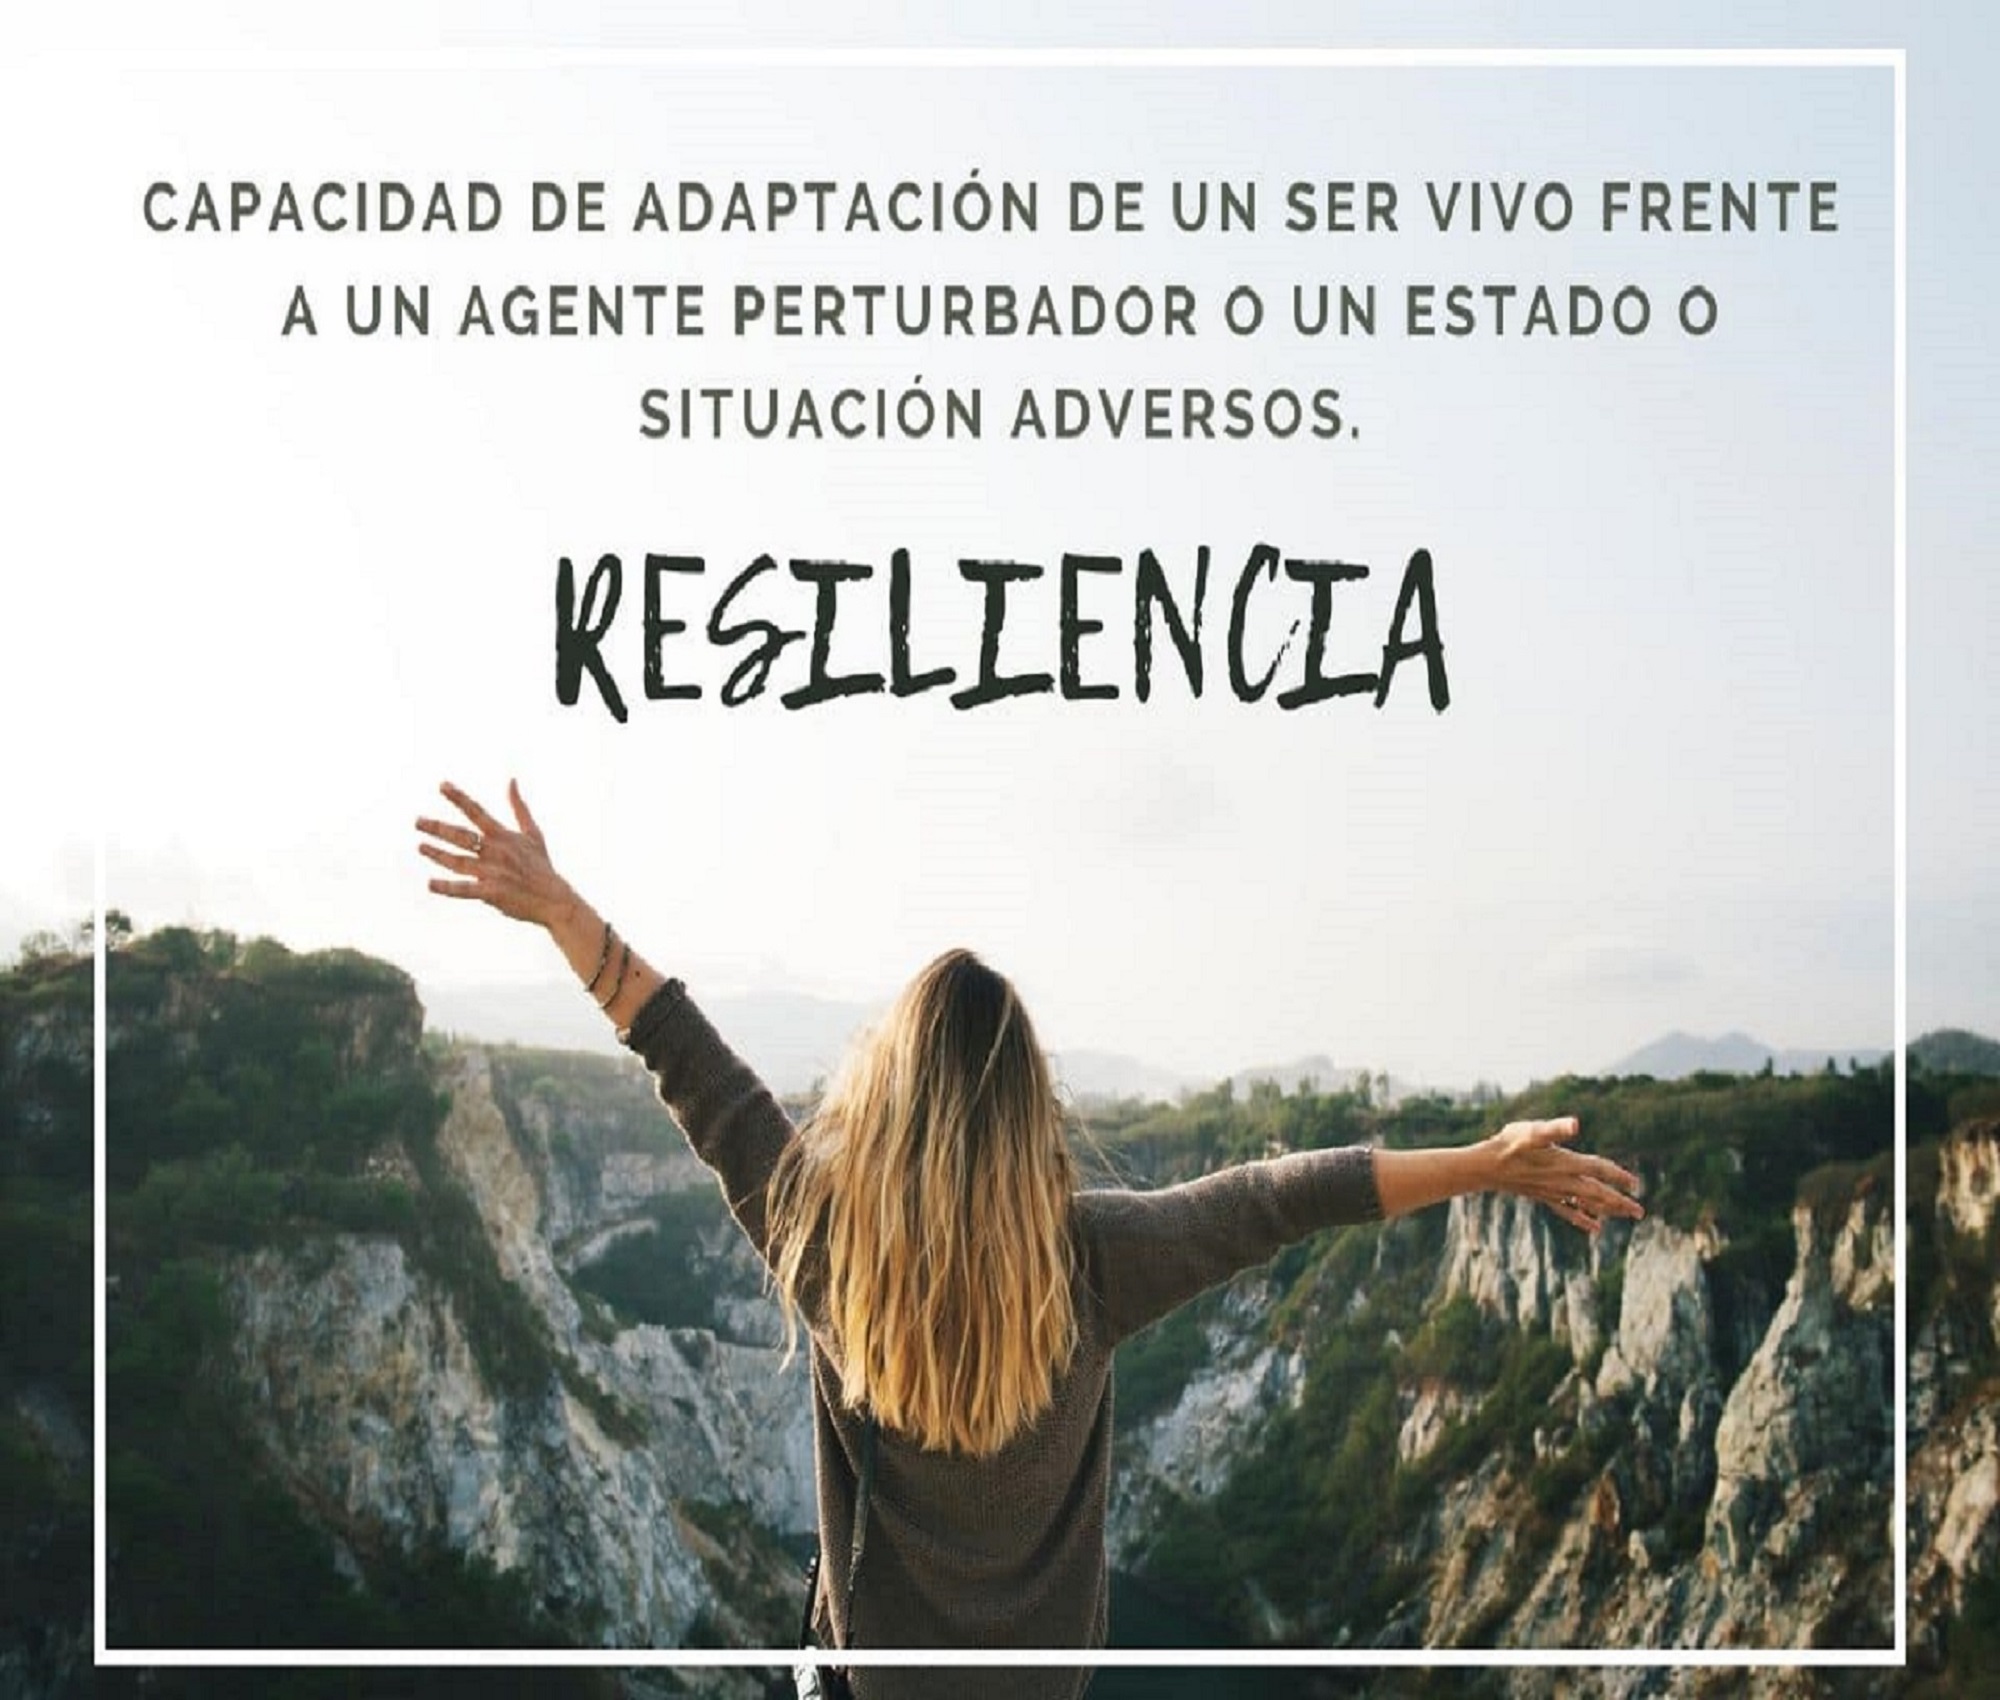 CAPACIDAD DE ADAPTACIÓN DE UN SER VIVO FRENTE
A UN AGENTE PERTURBADOR O UN ESTADO O
SITUACIÓN ADVERSOS.
RESILIENCIA